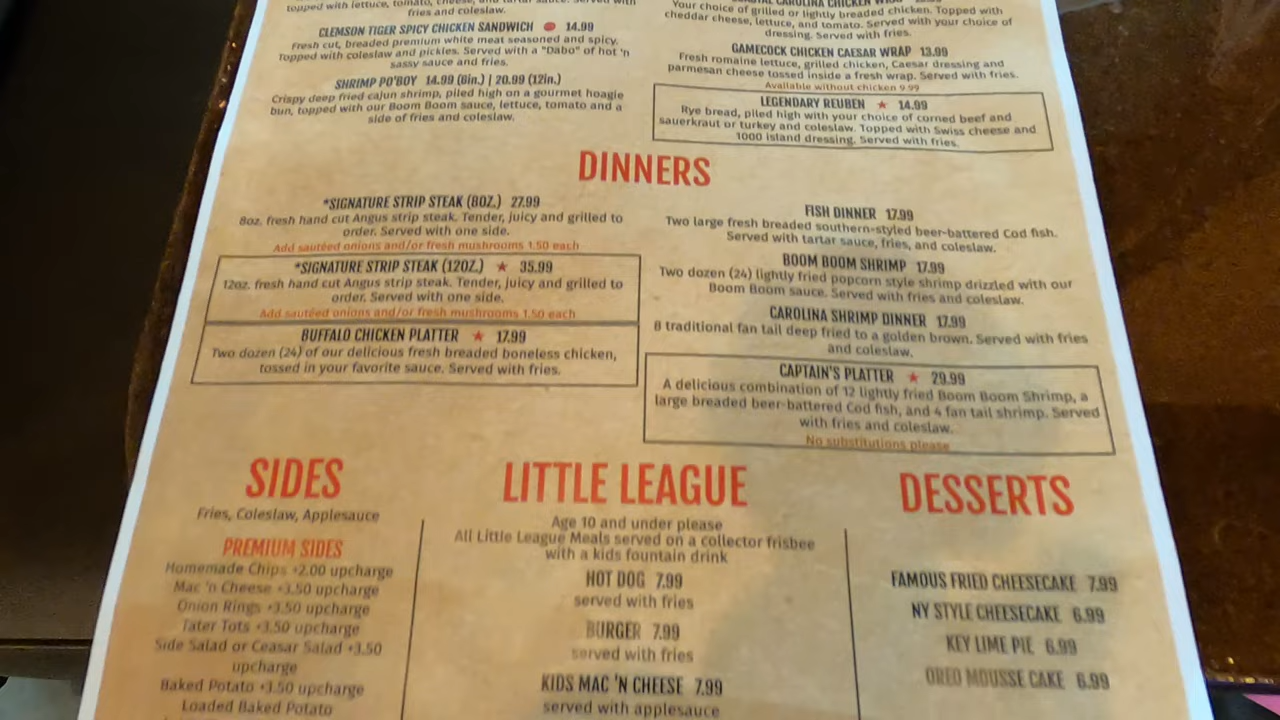 topped with lettuce, tomato, cheese, and tartar sauce. Served with
fries and coleslaw.
CLEMSON TIGER SPICY CHICKEN SANDWICH 14.99
Fresh cut, breaded premium white meat seasoned and spicy.
Topped with coleslaw and pickles. Served with a "Dabo" of hot 'n
sassy sauce and fries.
SHRIMP PO'BOY 14.99 (6in.) | 20.99 (12in.)
Crispy deep fried cajun shrimp, piled high on a gourmet hoagie
bun, topped with our Boom Boom sauce, lettuce, tomato and a
side of fries and coleslaw.
COASTAL CAROLINA CHICKEN WRAP
Your choice of grilled or lightly breaded chicken. Topped with
cheddar cheese, lettuce, and tomato. Served with your choice of
dressing. Served with fries.
GAMECOCK CHICKEN CAESAR WRAP 13.99
Fresh romaine lettuce, grilled chicken, Caesar dressing and
parmesan cheese tossed inside a fresh wrap. Served with fries.
Available without chicken 9.99
LEGENDARY REUBEN ★ 14.99
Rye bread, piled high with your choice of corned beef and
sauerkraut or turkey and coleslaw. Topped with Swiss cheese and
1000 island dressing. Served with fries.
DINNERS
*SIGNATURE STRIP STEAK (8OZ.) 27.99
8oz. fresh hand cut Angus strip steak. Tender, juicy and grilled to
order. Served with one side.
Add sautéed onions and/or fresh mushrooms 1.50 each
*SIGNATURE STRIP STEAK (12OZ.) ★ 35.99
12oz. fresh hand cut Angus strip steak. Tender, juicy and grilled to
order. Served with one side.
Add sautéed onions and/or fresh mushrooms 1.50 each
BUFFALO CHICKEN PLATTER ★ 17.99
Two dozen (24) of our delicious fresh breaded boneless chicken,
tossed in your favorite sauce. Served with fries.
FISH DINNER 17.99
Two large fresh breaded southern-styled beer-battered Cod fish.
Served with tartar sauce, fries, and coleslaw.
BOOM BOOM SHRIMP 17.99
Two dozen (24) lightly fried popcorn style shrimp drizzled with our
Boom Boom sauce. Served with fries and coleslaw.
CAROLINA SHRIMP DINNER 17.99
8 traditional fan tail deep fried to a golden brown. Served with fries
and coleslaw.
CAPTAIN'S PLATTER ★ 29.99
A delicious combination of 12 lightly fried Boom Boom Shrimp, a
large breaded beer-battered Cod fish, and 4 fan tail shrimp. Served
with fries and coleslaw.
No substitutions please
SIDES
Fries, Coleslaw, Applesauce
PREMIUM SIDES
Homemade Chips +2.00 upcharge
Mac 'n Cheese +3.50 upcharge
Onion Rings +3.50 upcharge
Tater Tots +3.50 upcharge
Side Salad or Ceasar Salad +3.50
upcharge
Baked Potato +3.50 upcharge
Loaded Baked Potato
LITTLE LEAGUE
Age 10 and under please
All Little League Meals served on a collector frisbee
with a kids fountain drink
HOT DOG 7.99
served with fries
BURGER 7.99
served with fries
KIDS MAC 'N CHEESE 7.99
served with applesauce
DESSERTS
FAMOUS FRIED CHEESECAKE 7.99
NY STYLE CHEESECAKE 6.99
KEY LIME PIE 6.99
OREO MOUSSE CAKE 6.99